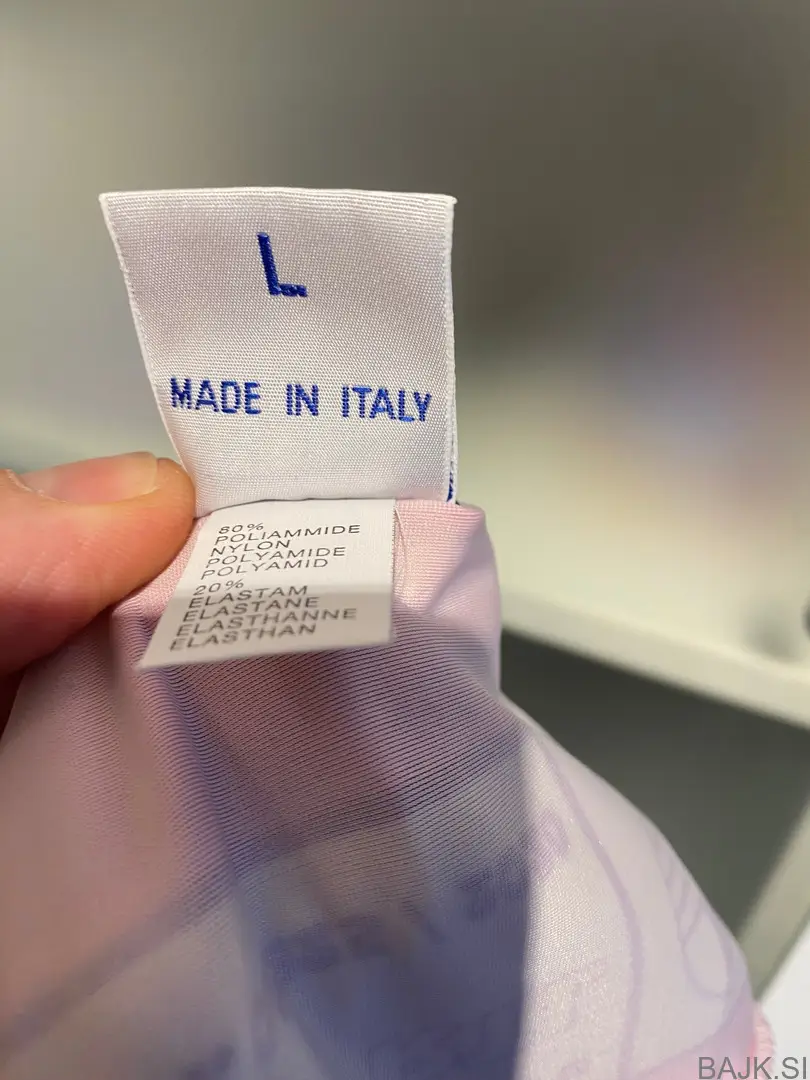 L
MADE IN ITALY
80%
POLIAMMIDE
NYLON
POLYAMIDE
POLYAMID
20%
ELASTAM
ELASTANE
ELASTHANNE
ELASTHAN
BAJK.SI